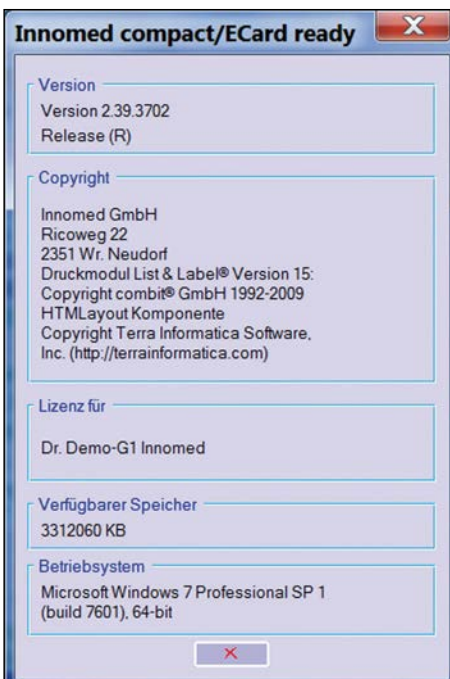 Innomed compact/ECard ready
Version
Version 2.39.3702
Release (R)
Copyright
Innomed GmbH
Ricoweg 22
2351 Wr. Neudorf
Druckmodul List & Label® Version 15:
Copyright combit® GmbH 1992-2009
HTMLayout Komponente
Copyright Terra Informatica Software,
Inc. (http://terrainformatica.com)
Lizenz für
Dr. Demo-G1 Innomed
Verfügbarer Speicher
3312060 KB
Betriebsystem
Microsoft Windows 7 Professional SP 1
(build 7601), 64-bit